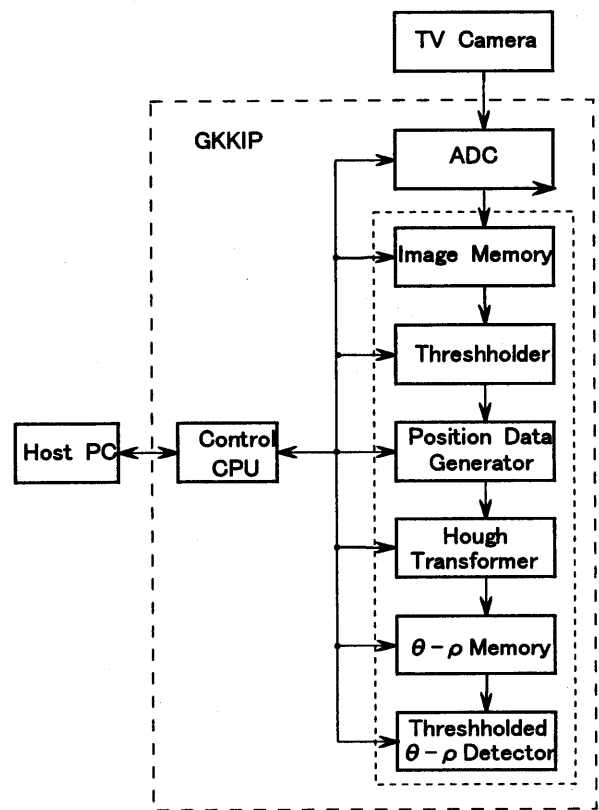 TV Camera
GKKIP
ADC
Image Memory
Threshholder
Host PC
Control
CPU
Position Data
Generator
Hough
Transformer
θ-ρ Memory
Threshholded
θ-ρ Detector